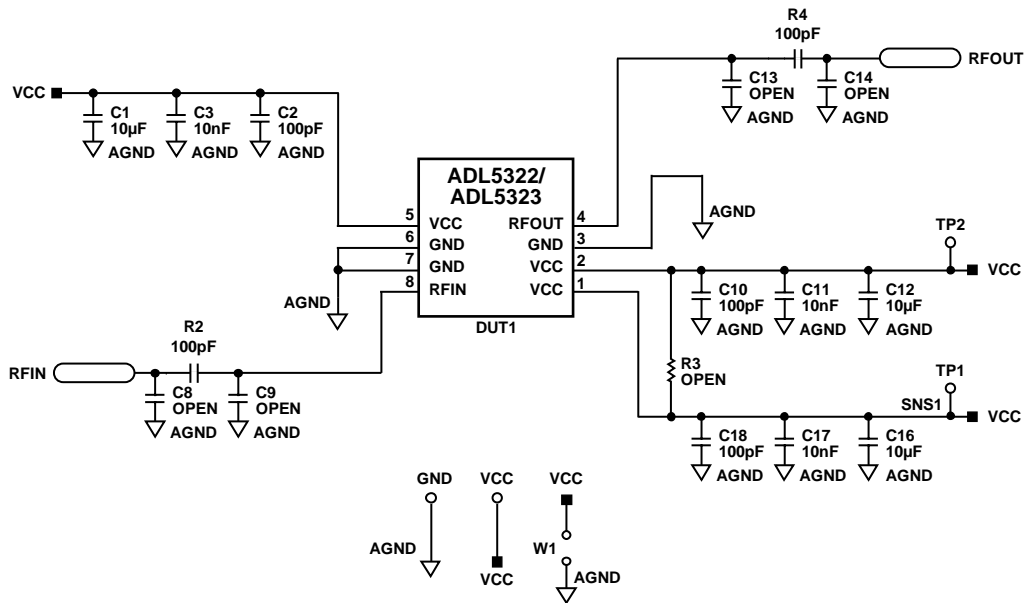 R4
100pF
RFOUT
C13
OPEN
AGND
C14
OPEN
AGND
VCC
C1
10µF
AGND
C3
10nF
AGND
C2
100pF
AGND
ADL5322/
ADL5323
5
VCC
6
GND
7
GND
8
RFIN
RFOUT
4
GND
3
VCC
2
VCC
1
DUT1
AGND
AGND
TP2
VCC
C10
100pF
AGND
C11
10nF
AGND
C12
10µF
AGND
R3
OPEN
R2
100pF
RFIN
C8
OPEN
AGND
C9
OPEN
AGND
TP1
SNS1
VCC
C18
100pF
AGND
C17
10nF
AGND
C16
10µF
AGND
GND
AGND
VCC
VCC
VCC
W1
AGND